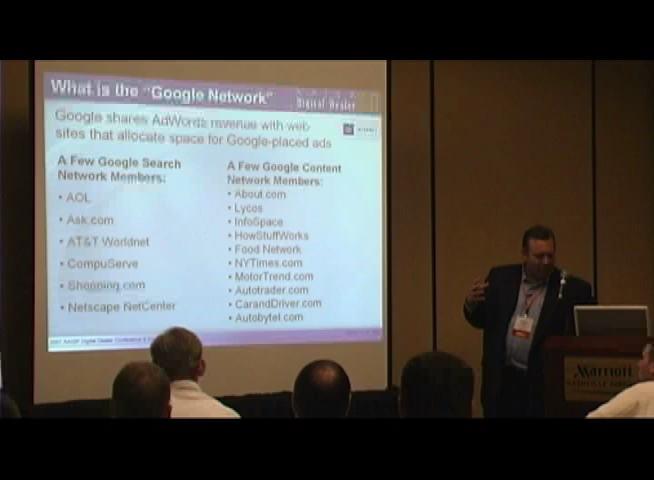 What is the "Google Network"
Digital Dealer
Google shares AdWords revenue with web
sites that allocate space for Google-placed ads
A Few Google Search
Network Members:
• AOL
• Ask.com
• AT&T Worldnet
• CompuServe
• Shopping.com
• Netscape NetCenter
A Few Google Content
Network Members:
• About.com
• Lycos
• InfoSpace
• HowStuffWorks
• Food Network
• NYTimes.com
• MotorTrend.com
• Autotrader.com
• CarandDriver.com
• Autobytel.com
Digital Dealer Conference
Marriott